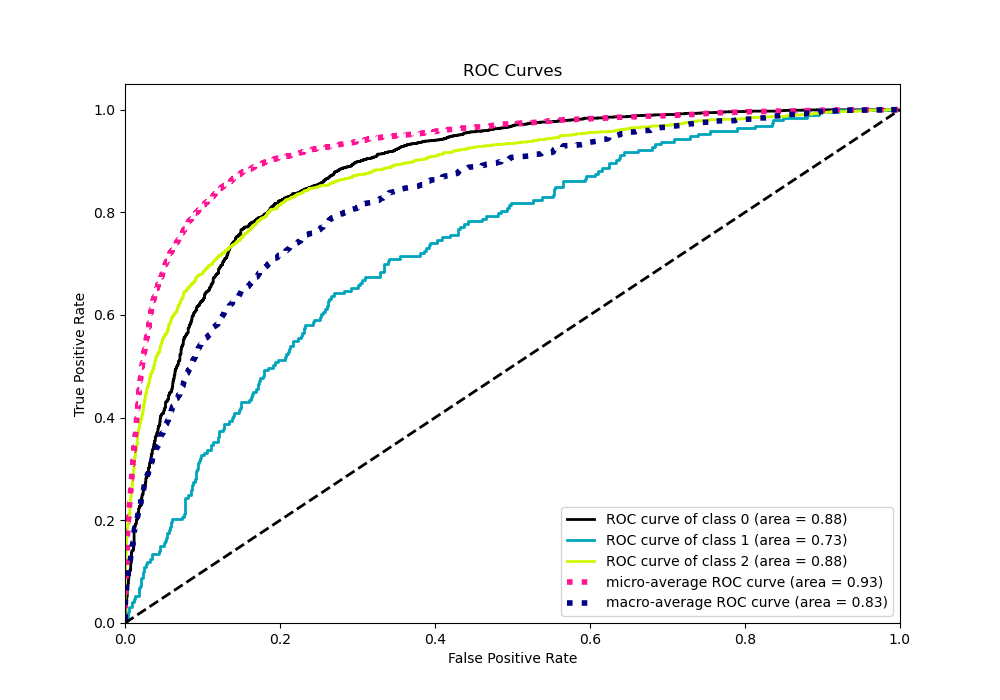 ROC Curves
True Positive Rate
1.0
0.8
0.6
0.4
0.2
0.0
0.0 0.2 0.4 0.6 0.8 1.0
False Positive Rate
ROC curve of class 0 (area = 0.88)
ROC curve of class 1 (area = 0.73)
ROC curve of class 2 (area = 0.88)
micro-average ROC curve (area = 0.93)
macro-average ROC curve (area = 0.83)